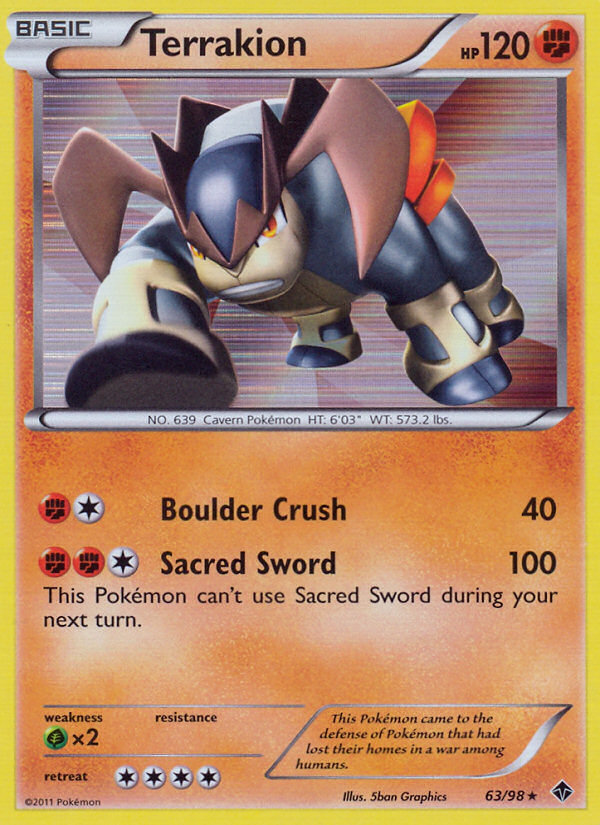 BASIC
Terrakion
HP120
NO. 639 Cavern Pokémon HT: 6'03" WT: 573.2 lbs.
Boulder Crush 40
Sacred Sword 100
This Pokémon can't use Sacred Sword during your
next turn.
weakness resistance
×2
This Pokémon came to the
defense of Pokémon that had
lost their homes in a war among
humans.
retreat
©2011 Pokémon
Illus. 5ban Graphics
63/98 ★